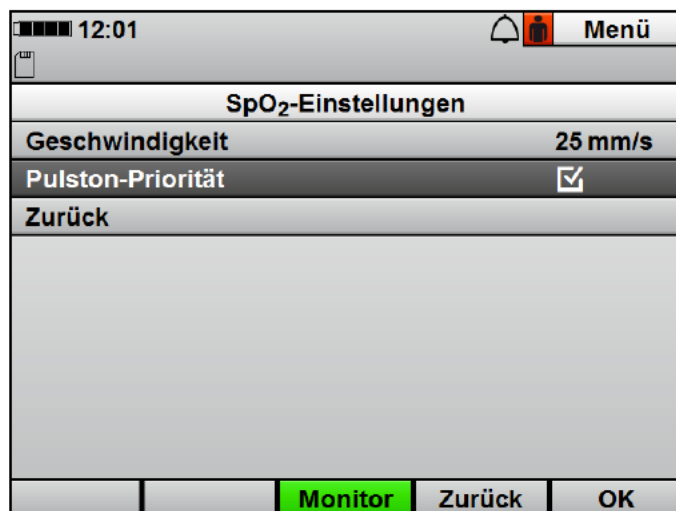 12:01 Menü
SpO₂-Einstellungen
Geschwindigkeit 25 mm/s
Pulston-Priorität
Zurück
Monitor Zurück OK